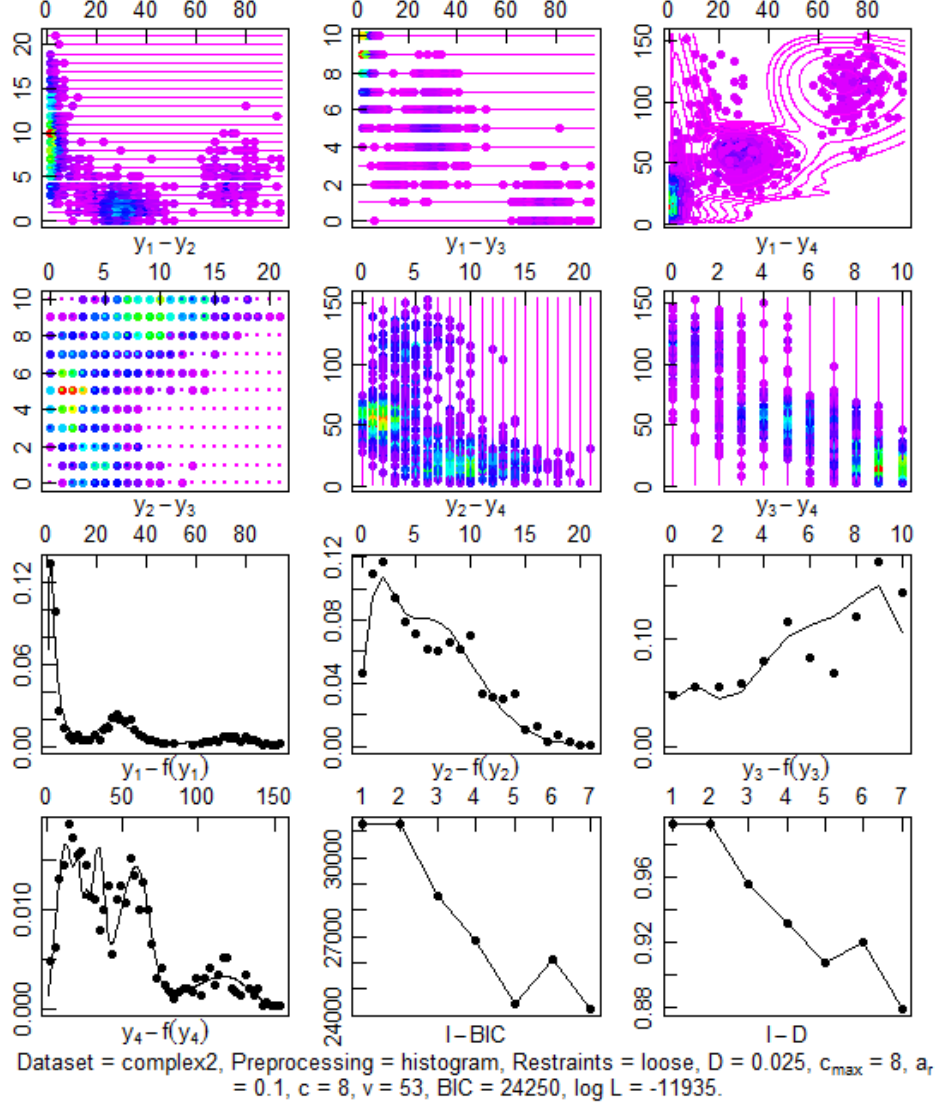 0 20 40 60 80
0 20 40 60 80
0 20 40 60 80
0 5 10 15 20
0 2 4 6 8 10
0 50 100 150
y₁ – y₂
y₁ – y₃
y₁ – y₄
0 5 10 15 20
0 5 10 15 20
0 2 4 6 8 10
0 2 4 6 8 10
0 50 100 150
0 50 100 150
y₂ – y₃
y₂ – y₄
y₃ – y₄
0 20 40 60 80
0 5 10 15 20
0 2 4 6 8 10
0.00 0.06 0.12
0.00 0.04 0.08 0.12
0.00 0.10
y₁ – f(y₁)
y₂ – f(y₂)
y₃ – f(y₃)
0 50 100 150
1 2 3 4 5 6 7
1 2 3 4 5 6 7
0.000 0.010
24000 27000 30000
0.88 0.92 0.96
y₄ – f(y₄)
l – BIC
l – D
Dataset = complex2, Preprocessing = histogram, Restraints = loose, D = 0.025, c_max = 8, a_r
= 0.1, c = 8, v = 53, BIC = 24250, log L = -11935.